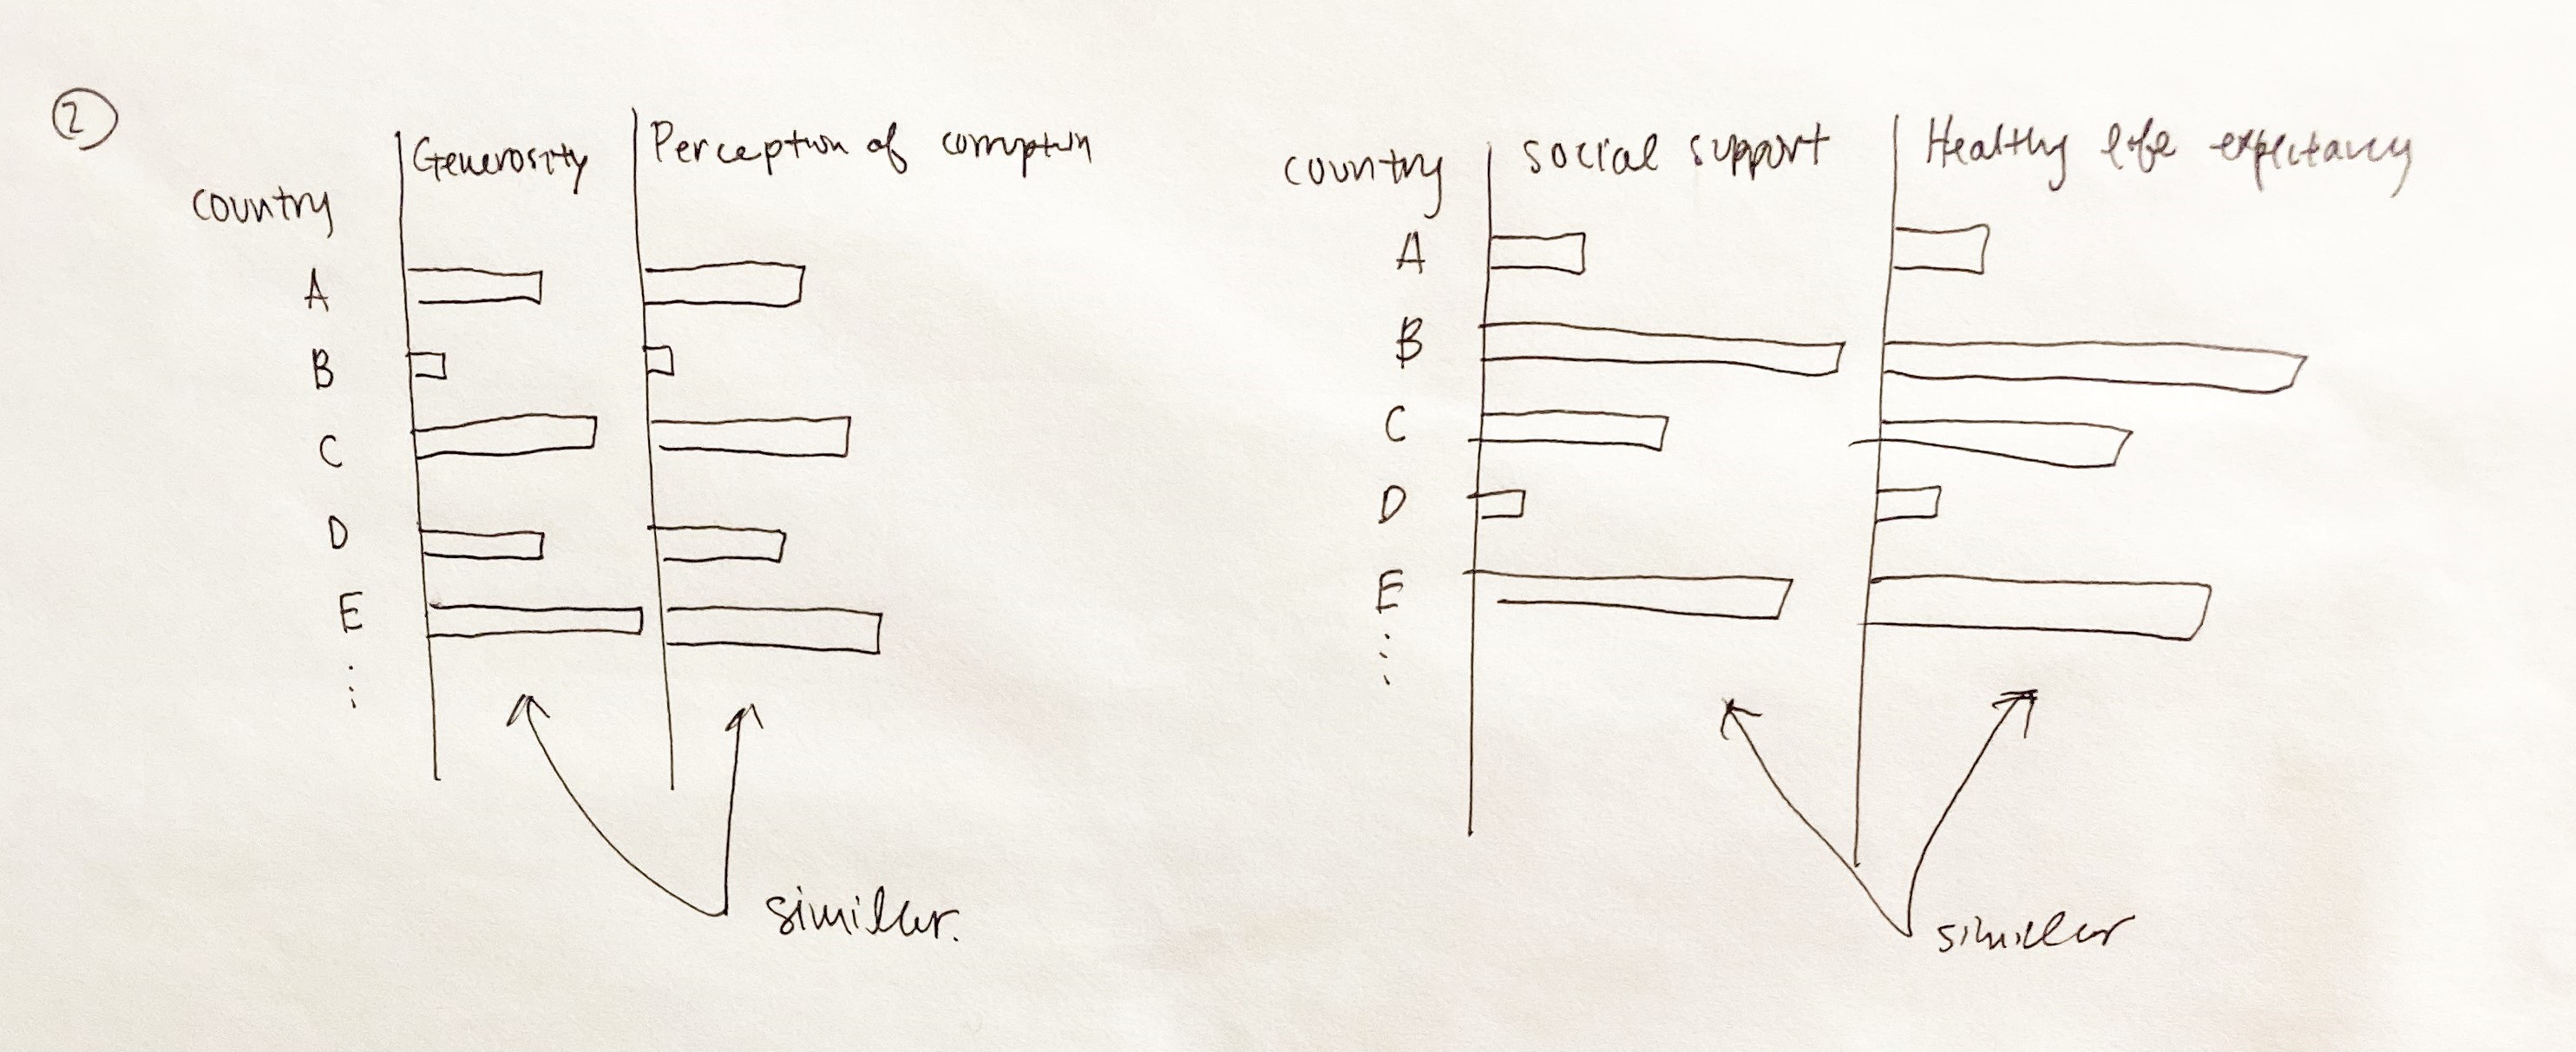 2
Generosity
Perception of corruption
country
A
B
C
D
E
similar.
country
social support
Healthy life expectancy
A
B
C
D
E
similar